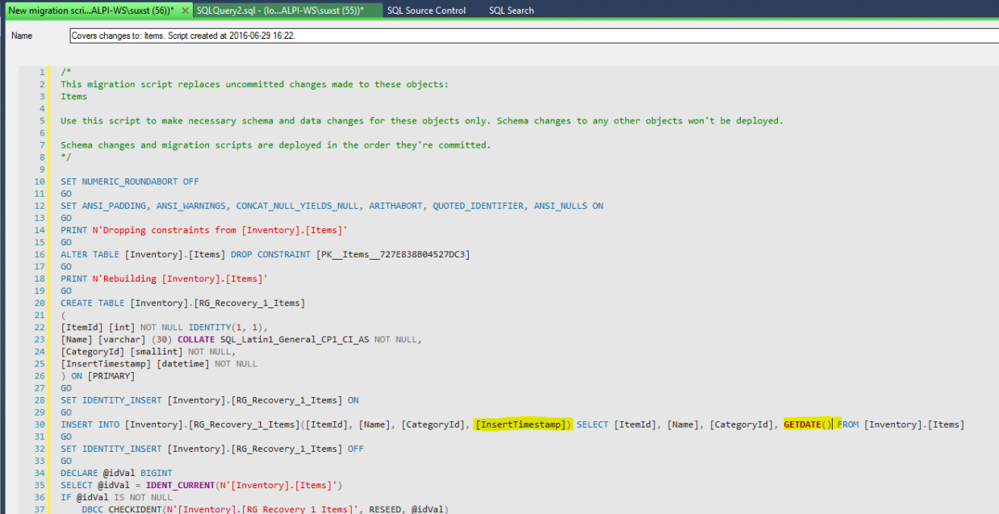 New migration scri...ALPI-WS\suxst (56))* ✕ SQLQuery2.sql - (lo...ALPI-WS\suxst (55))* SQL Source Control SQL Search
Name Covers changes to: Items. Script created at 2016-06-29 16:22.
1 /*
2 This migration script replaces uncommitted changes made to these objects:
3 Items
4
5 Use this script to make necessary schema and data changes for these objects only. Schema changes to any other objects won't be deployed.
6
7 Schema changes and migration scripts are deployed in the order they're committed.
8 */
9
10 SET NUMERIC_ROUNDABORT OFF
11 GO
12 SET ANSI_PADDING, ANSI_WARNINGS, CONCAT_NULL_YIELDS_NULL, ARITHABORT, QUOTED_IDENTIFIER, ANSI_NULLS ON
13 GO
14 PRINT N'Dropping constraints from [Inventory].[Items]'
15 GO
16 ALTER TABLE [Inventory].[Items] DROP CONSTRAINT [PK__Items__727E838B04527DC3]
17 GO
18 PRINT N'Rebuilding [Inventory].[Items]'
19 GO
20 CREATE TABLE [Inventory].[RG_Recovery_1_Items]
21 (
22 [ItemId] [int] NOT NULL IDENTITY(1, 1),
23 [Name] [varchar] (30) COLLATE SQL_Latin1_General_CP1_CI_AS NOT NULL,
24 [CategoryId] [smallint] NOT NULL,
25 [InsertTimestamp] [datetime] NOT NULL
26 ) ON [PRIMARY]
27 GO
28 SET IDENTITY_INSERT [Inventory].[RG_Recovery_1_Items] ON
29 GO
30 INSERT INTO [Inventory].[RG_Recovery_1_Items]([ItemId], [Name], [CategoryId], [InsertTimestamp]) SELECT [ItemId], [Name], [CategoryId], GETDATE() FROM [Inventory].[Items]
31 GO
32 SET IDENTITY_INSERT [Inventory].[RG_Recovery_1_Items] OFF
33 GO
34 DECLARE @idVal BIGINT
35 SELECT @idVal = IDENT_CURRENT(N'[Inventory].[Items]')
36 IF @idVal IS NOT NULL
37 DBCC CHECKIDENT(N'[Inventory].[RG_Recovery_1_Items]', RESEED, @idVal)